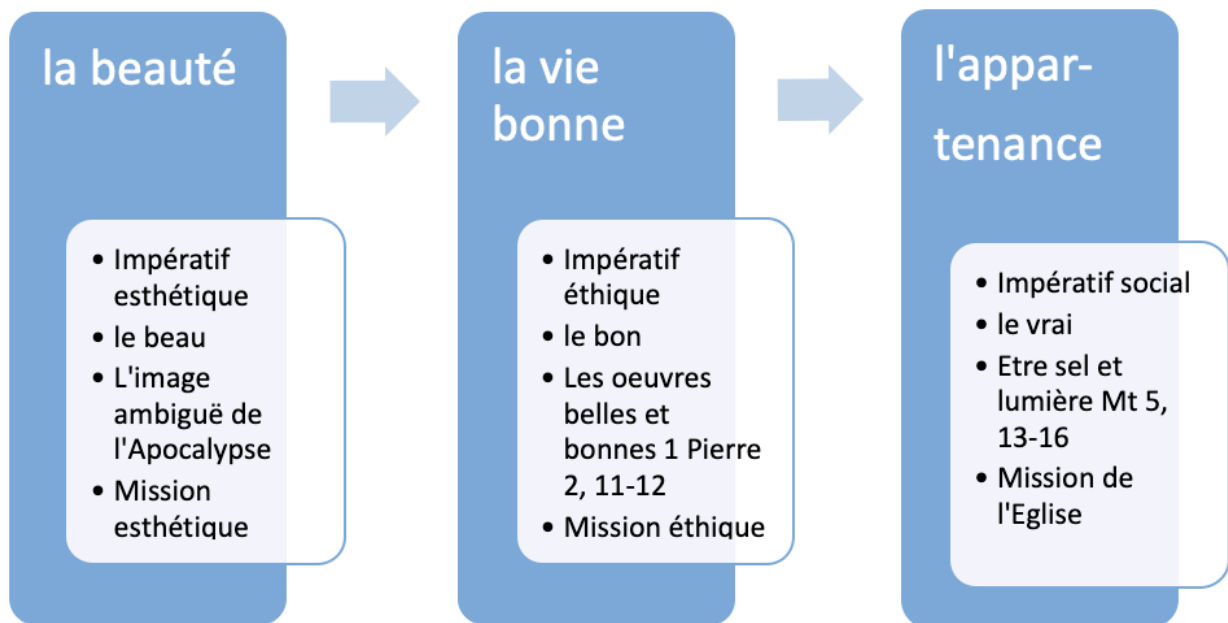 la beauté
• Impératif
esthétique
• le beau
• L'image
ambiguë de
l'Apocalypse
• Mission
esthétique
la vie
bonne
• Impératif
éthique
• le bon
• Les oeuvres
belles et
bonnes 1 Pierre
2, 11-12
• Mission éthique
l'appar-
tenance
• Impératif social
• le vrai
• Etre sel et
lumière Mt 5,
13-16
• Mission de
l'Eglise